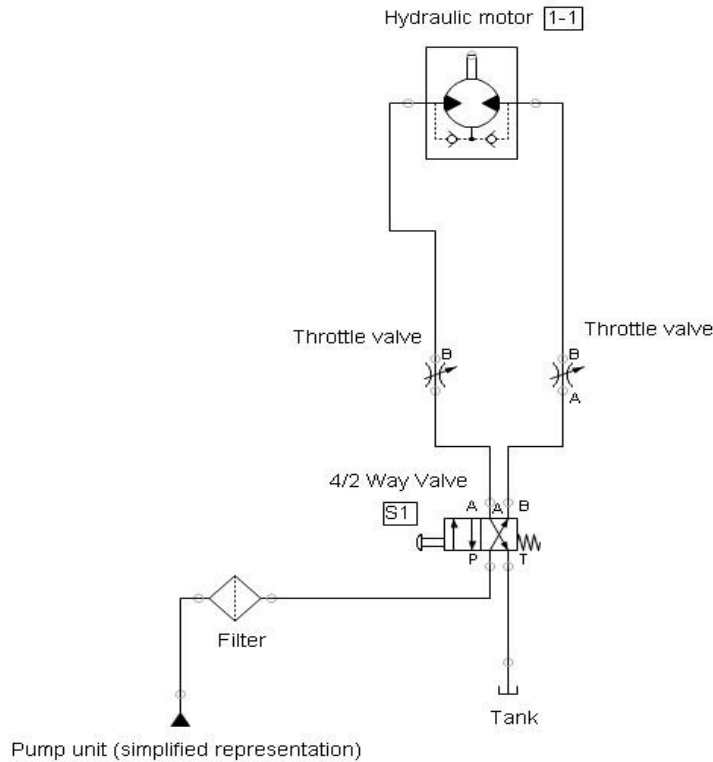 Hydraulic motor 1-1
Throttle valve
Throttle valve
B
B
A
4/2 Way Valve
A A B
S1
P T
Filter
Tank
Pump unit (simplified representation)